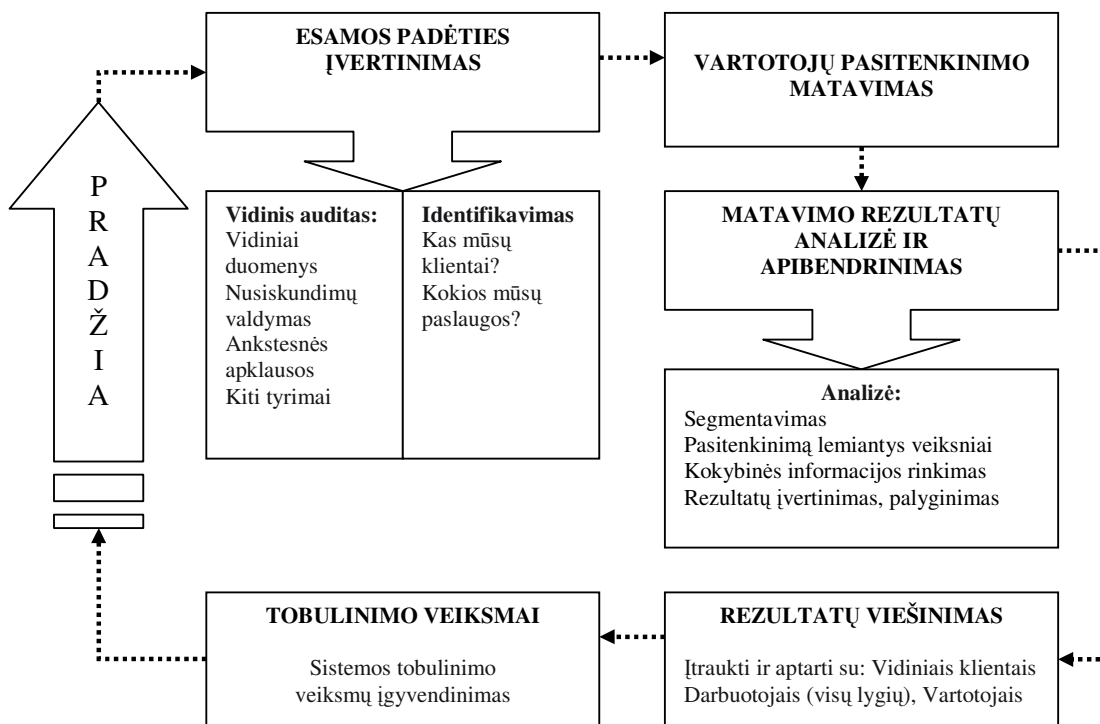 P
R
A
D
Ž
I
A
ESAMOS PADĖTIES
ĮVERTINIMAS
VARTOTOJŲ PASITENKINIMO
MATAVIMAS
Vidinis auditas:
Vidiniai
duomenys
Nusiskundimų
valdymas
Ankstesnės
apklausos
Kiti tyrimai
Identifikavimas
Kas mūsų
klientai?
Kokios mūsų
paslaugos?
MATAVIMO REZULTATŲ
ANALIZĖ IR
APIBENDRINIMAS
Analizė:
Segmentavimas
Pasitenkinimą lemiantys veiksniai
Kokybinės informacijos rinkimas
Rezultatų įvertinimas, palyginimas
REZULTATŲ VIEŠINIMAS
Įtraukti ir aptarti su: Vidiniais klientais
Darbuotojais (visų lygių), Vartotojais
TOBULINIMO VEIKSMAI
Sistemos tobulinimo
veiksmų įgyvendinimas